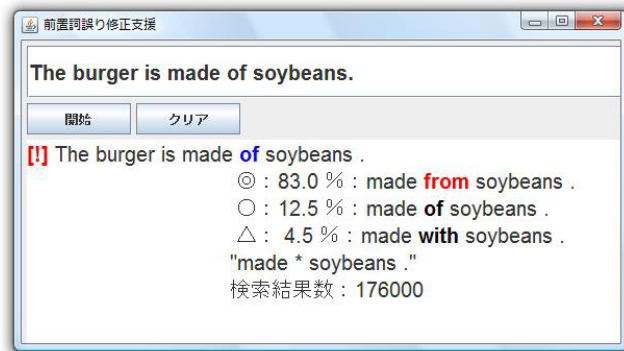 前置詞誤り修正支援
The burger is made of soybeans.
開始 クリア
[!] The burger is made of soybeans .
◎ : 83.0 % : made from soybeans .
○ : 12.5 % : made of soybeans .
△ : 4.5 % : made with soybeans .
"made * soybeans ."
検索結果数 : 176000